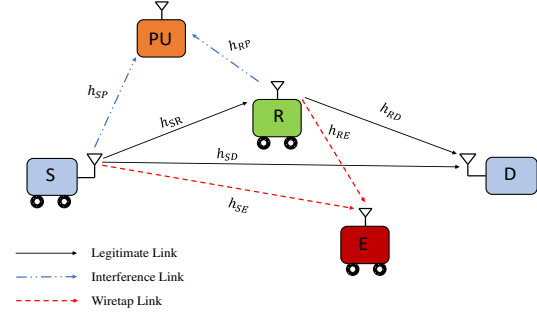 PU
h_RP
h_SP
h_SR
R
h_RD
h_RE
h_SD
S
D
h_SE
E
Legitimate Link
Interference Link
Wiretap Link